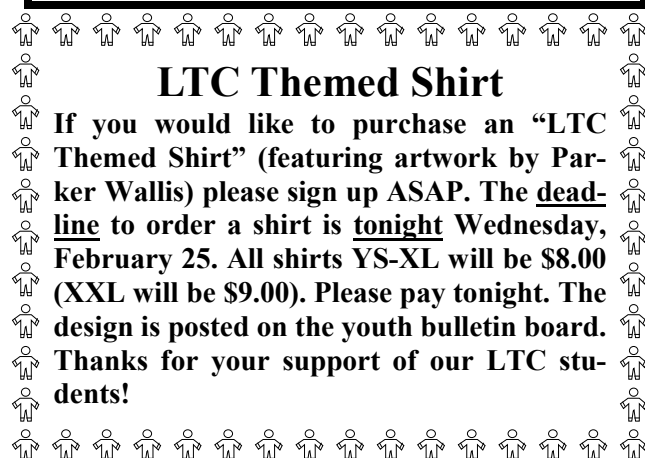 LTC Themed Shirt
If you would like to purchase an “LTC
Themed Shirt” (featuring artwork by Par-
ker Wallis) please sign up ASAP. The dead-
line to order a shirt is tonight Wednesday,
February 25. All shirts YS-XL will be $8.00
(XXL will be $9.00). Please pay tonight. The
design is posted on the youth bulletin board.
Thanks for your support of our LTC stu-
dents!